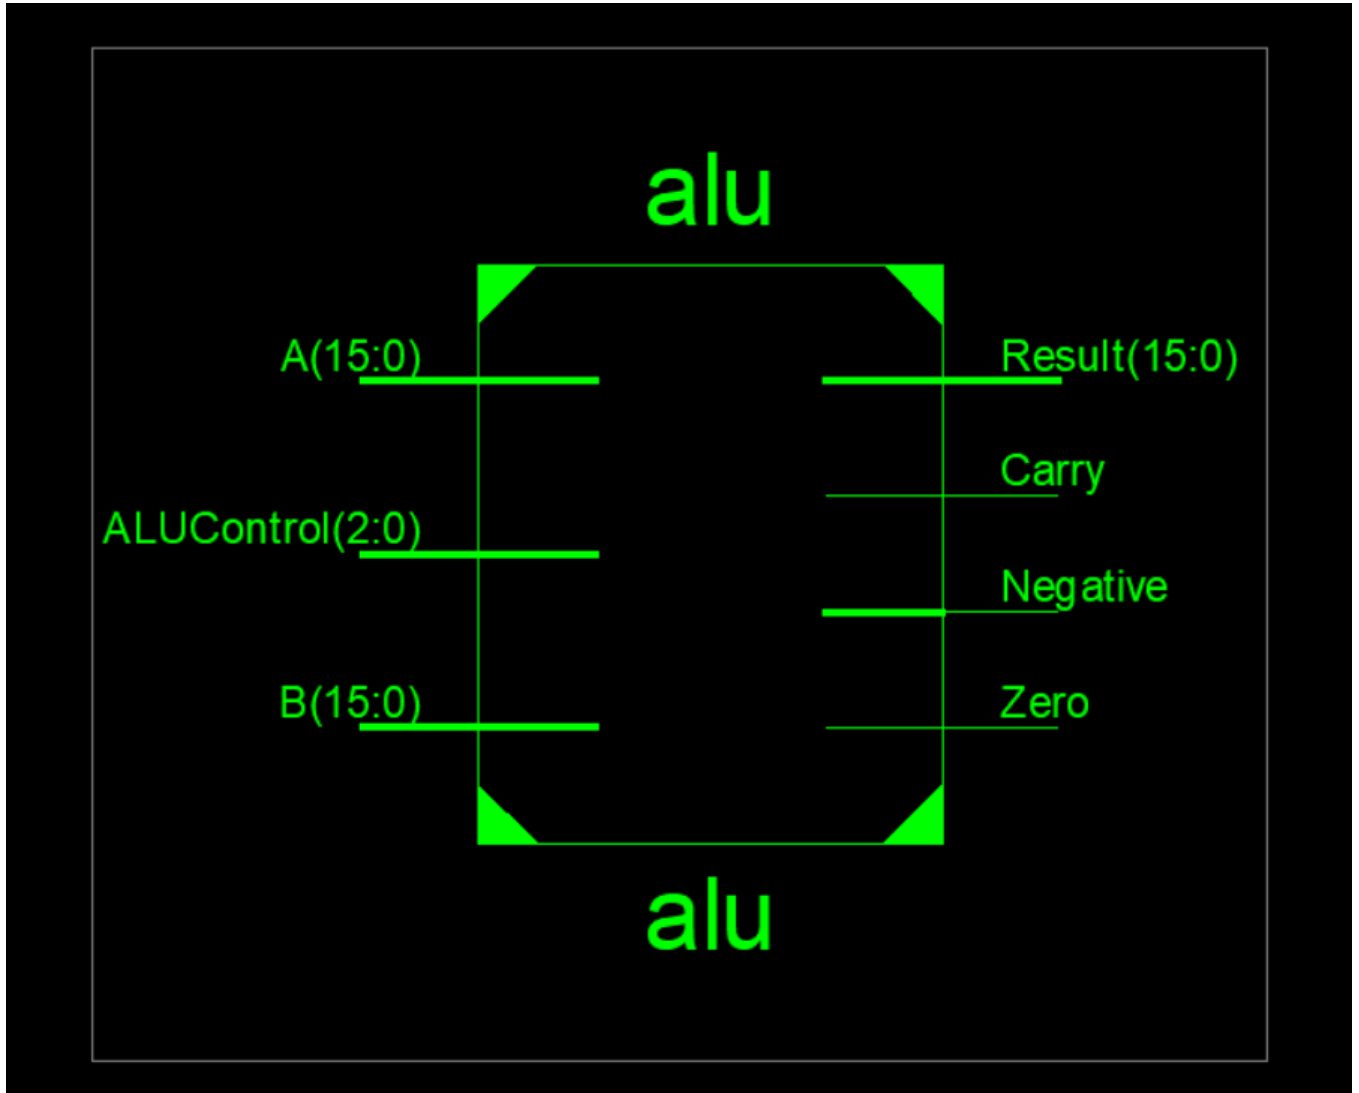 alu
A(15:0)
Result(15:0)
Carry
ALUControl(2:0)
Negative
B(15:0)
Zero
alu